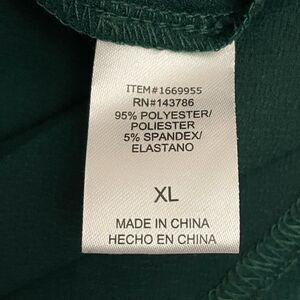 ITEM#1669955
RN#143786
95% POLYESTER/
POLIESTER
5% SPANDEX/
ELASTANO
XL
MADE IN CHINA
HECHO EN CHINA